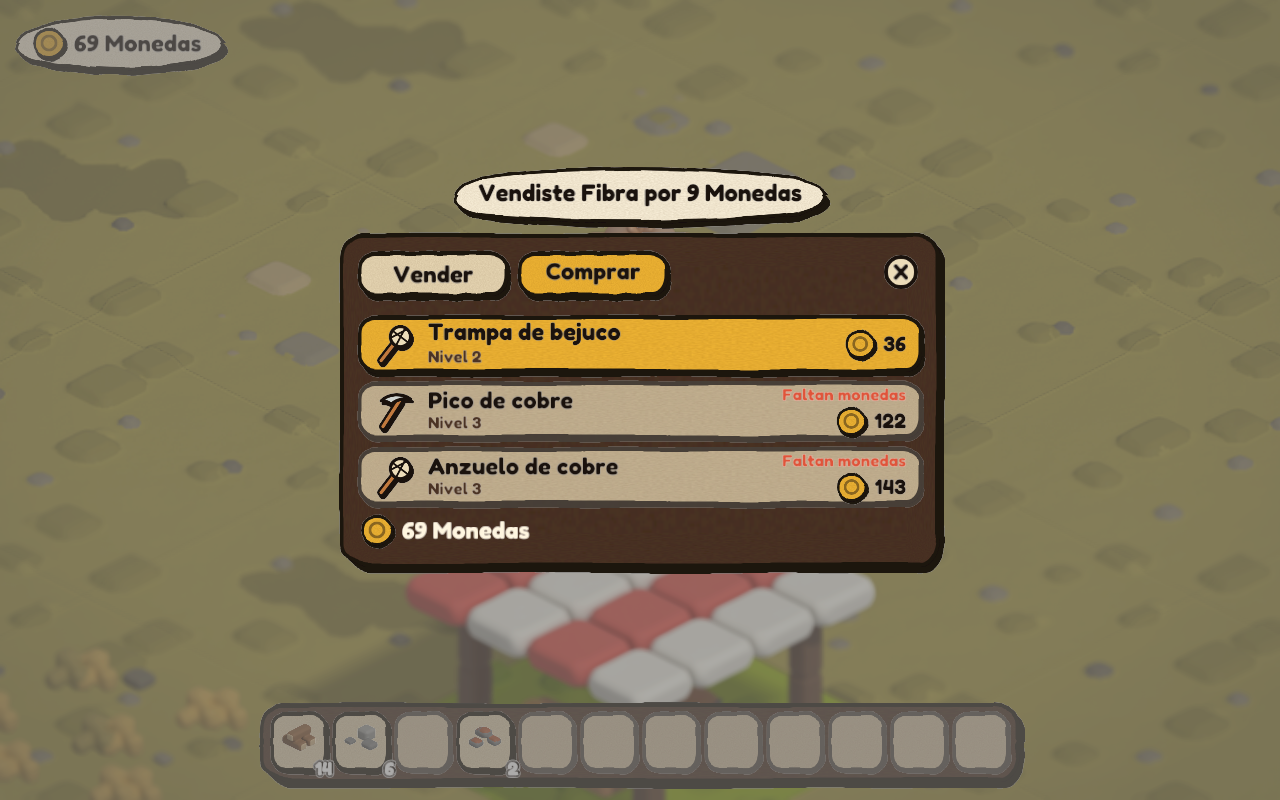 69 Monedas
Vendiste Fibra por 9 Monedas
Vender
Comprar
Trampa de bejuco
Nivel 2
36
Pico de cobre
Nivel 3
Faltan monedas
122
Anzuelo de cobre
Nivel 3
Faltan monedas
143
69 Monedas
14
6
2